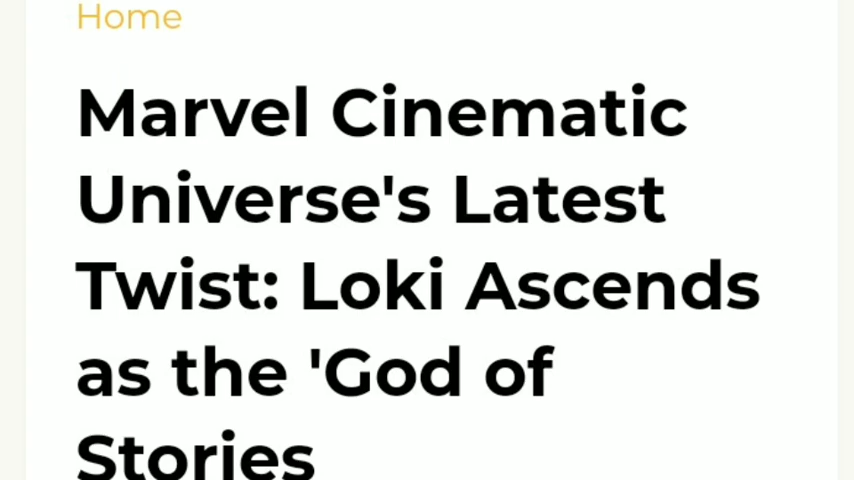 Home
Marvel Cinematic
Universe's Latest
Twist: Loki Ascends
as the 'God of
Stories